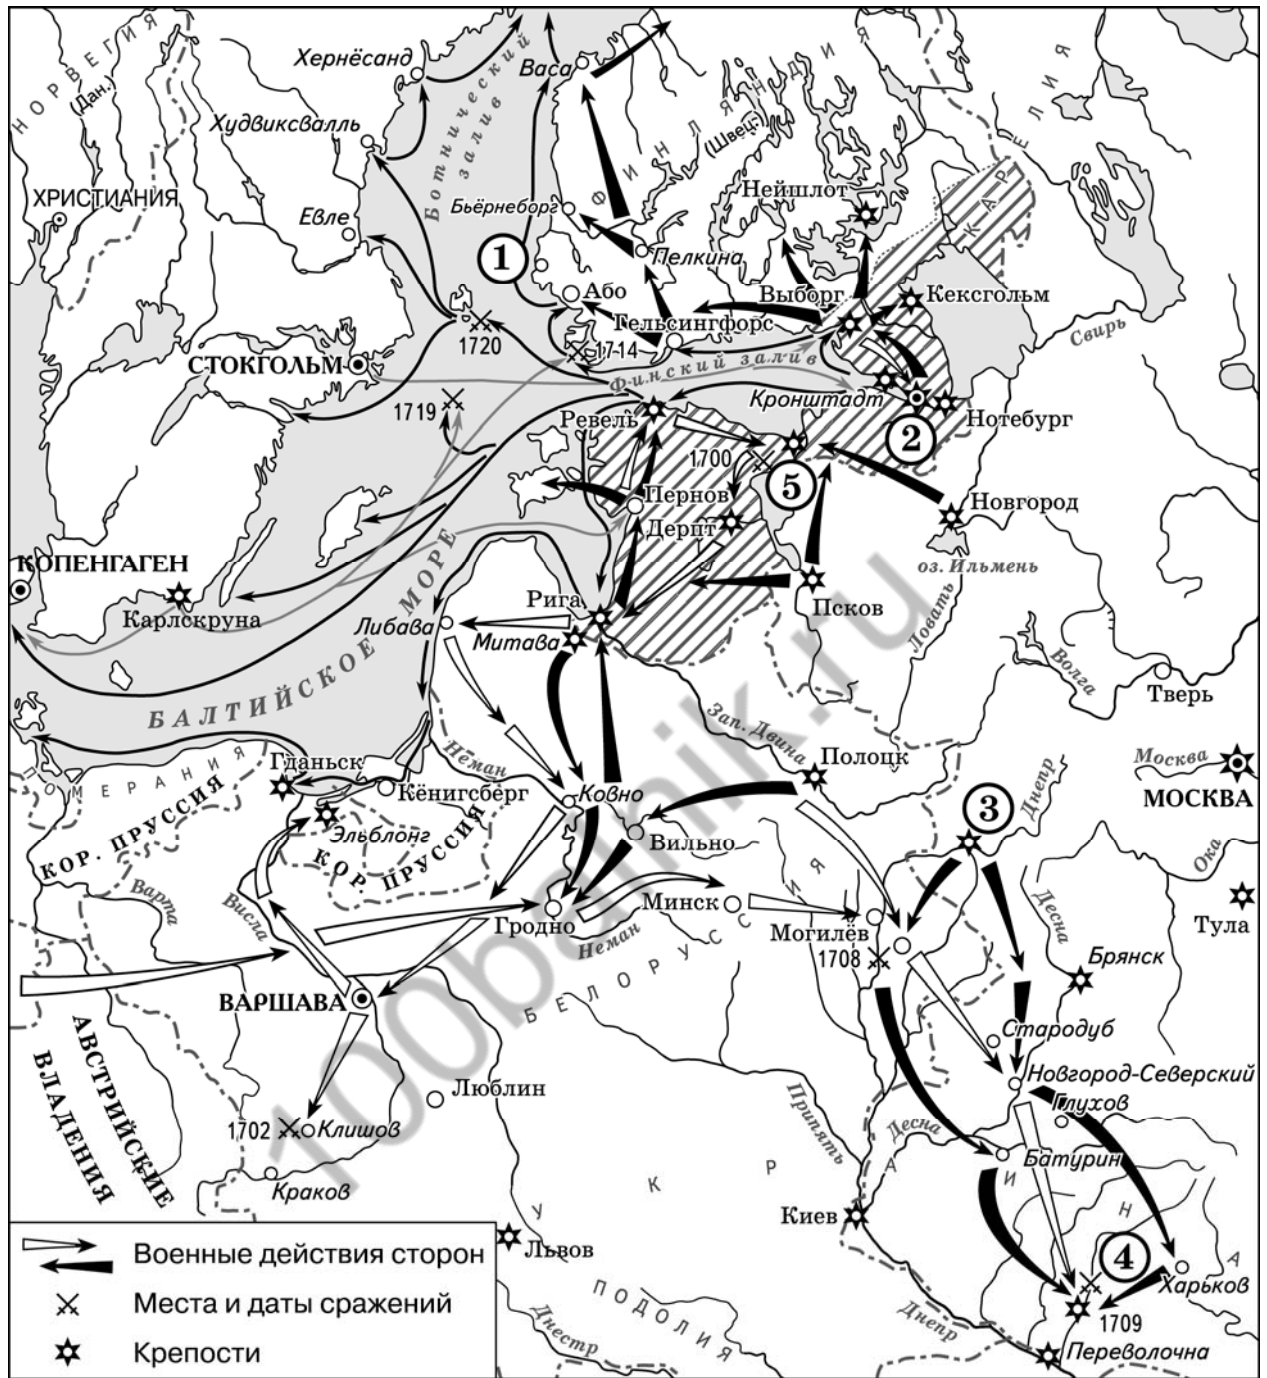 НОРВЕГИЯ
(Дан.)
Хернёсанд
Ботнический
залив
Васа
ФИНЛЯНДИЯ
(Швец.)
КАРЕЛИЯ
Худвиксвалль
ХРИСТИАНИЯ
Евле
Бьёрнеборг
Нейшлот
1
Пелкина
Або
Выборг
Кексгольм
Гельсингфорс
Свирь
1720
1714
СТОКГОЛЬМ
Финский залив
Кронштадт
1719
Ревель
Нотебург
2
1700
5
Пернов
Новгород
Дерпт
КОПЕНГАГЕН
оз. Ильмень
Карлскруна
Рига
Псков
Либава
Митава
Ловать
БАЛТИЙСКОЕ МОРЕ
Волга
Тверь
Зап. Двина
ПОМЕРАНИЯ
Гданьск
Неман
Полоцк
Москва
Кёнигсберг
Ковно
Днепр
МОСКВА
КОР. ПРУССИЯ
Эльблонг
3
КОР. ПРУССИЯ
Вильно
Ока
Варта
Висла
Минск
Десна
Гродно
Могилёв
Тула
Неман
1708
Брянск
БЕЛОРУССИЯ
ВАРШАВА
АВСТРИЙСКИЕ
ВЛАДЕНИЯ
Стародуб
Новгород-Северский
Люблин
Глухов
1702
Клишов
Припять
Десна
Батурин
Краков
УКРАИНА
Киев
Львов
4
Харьков
ПОДОЛИЯ
1709
Днестр
Днепр
Переволочна
Военные действия сторон
Места и даты сражений
Крепости
100balnik.ru